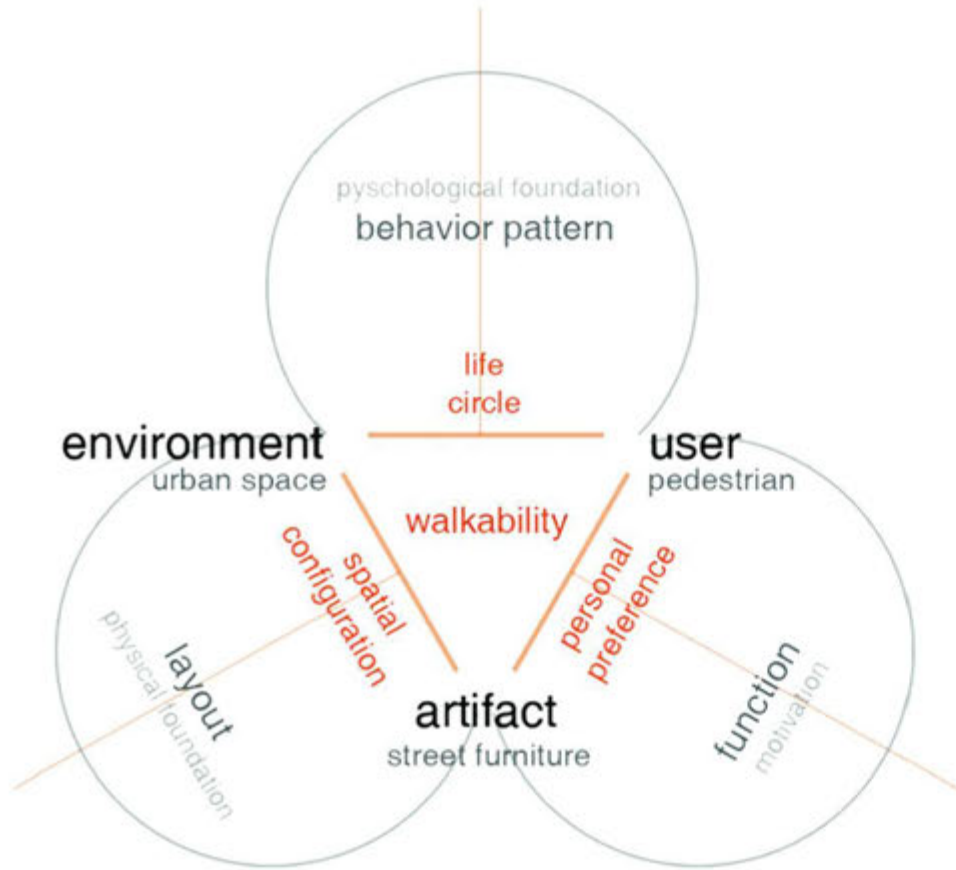 pyschological foundation
behavior pattern
life
circle
environment
urban space
user
pedestrian
walkability
spatial
configuration
personal
preference
layout
physical foundation
function
motivation
artifact
street furniture